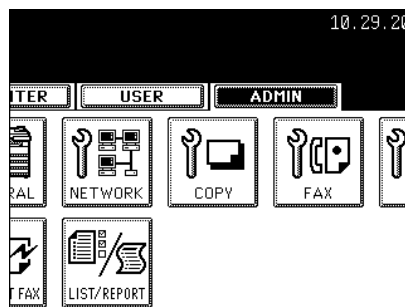 10.29.20
TER USER ADMIN
RAL NETWORK COPY FAX
T FAX LIST/REPORT